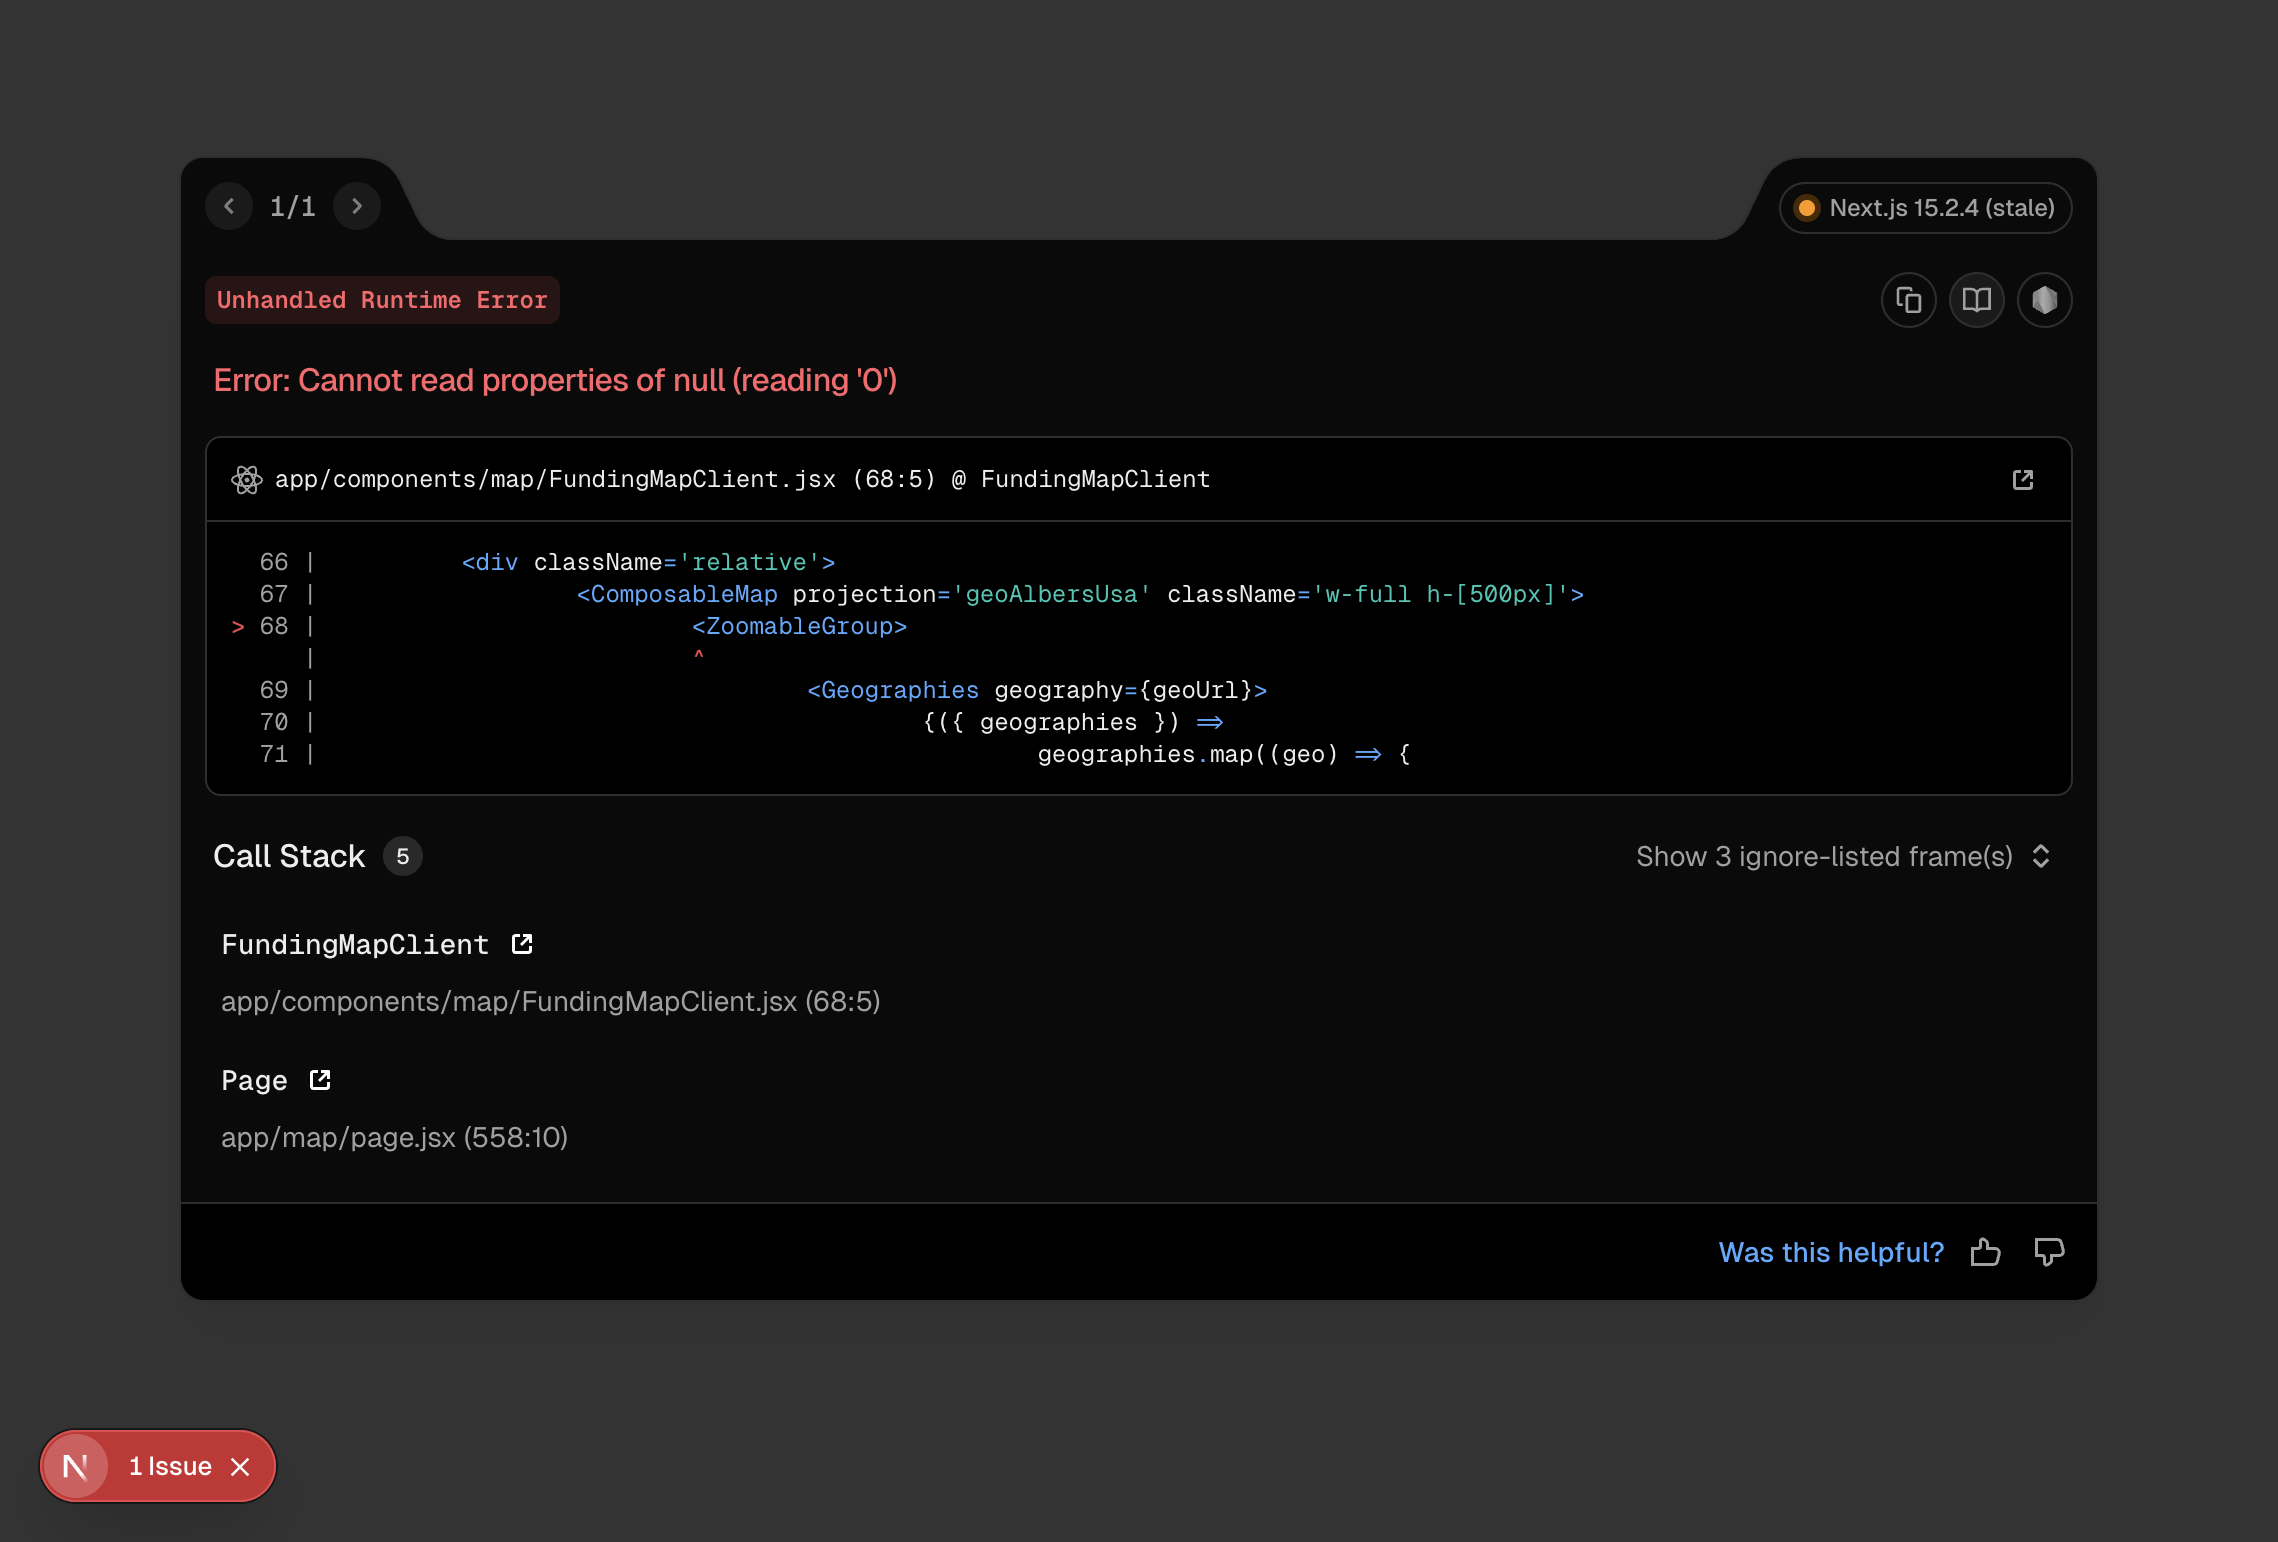 1/1
Next.js 15.2.4 (stale)
Unhandled Runtime Error
Error: Cannot read properties of null (reading '0')
app/components/map/FundingMapClient.jsx (68:5) @ FundingMapClient
66 | <div className='relative'>
67 | <ComposableMap projection='geoAlbersUsa' className='w-full h-[500px]'>
> 68 | <ZoomableGroup>
| ^
69 | <Geographies geography={geoUrl}>
70 | {({ geographies }) =>
71 | geographies.map((geo) => {
Call Stack 5
Show 3 ignore-listed frame(s)
FundingMapClient
app/components/map/FundingMapClient.jsx (68:5)
Page
app/map/page.jsx (558:10)
Was this helpful?
N 1 Issue